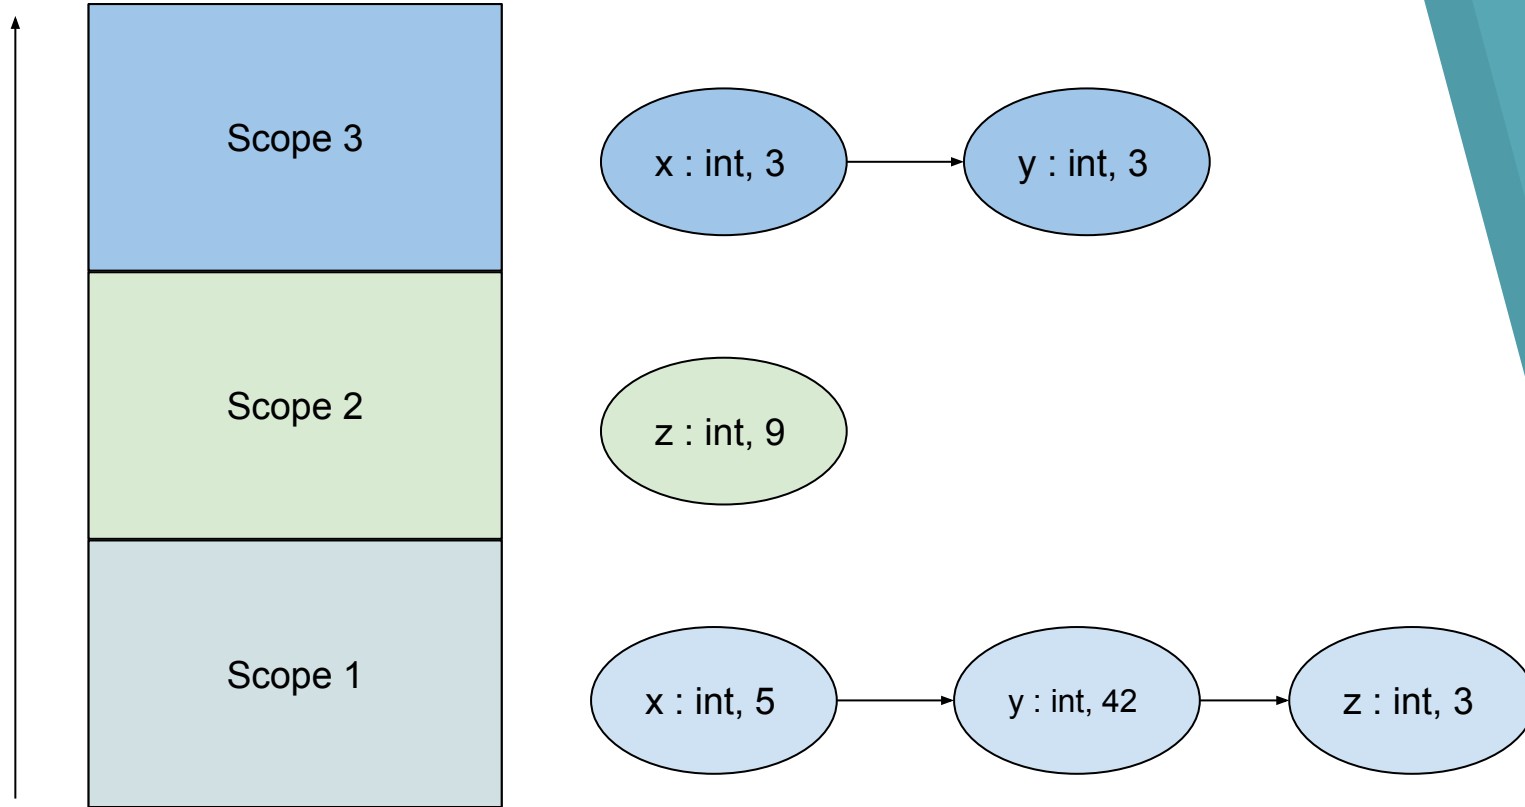 Scope 3
x : int, 3
y : int, 3
Scope 2
z : int, 9
Scope 1
x : int, 5
y : int, 42
z : int, 3